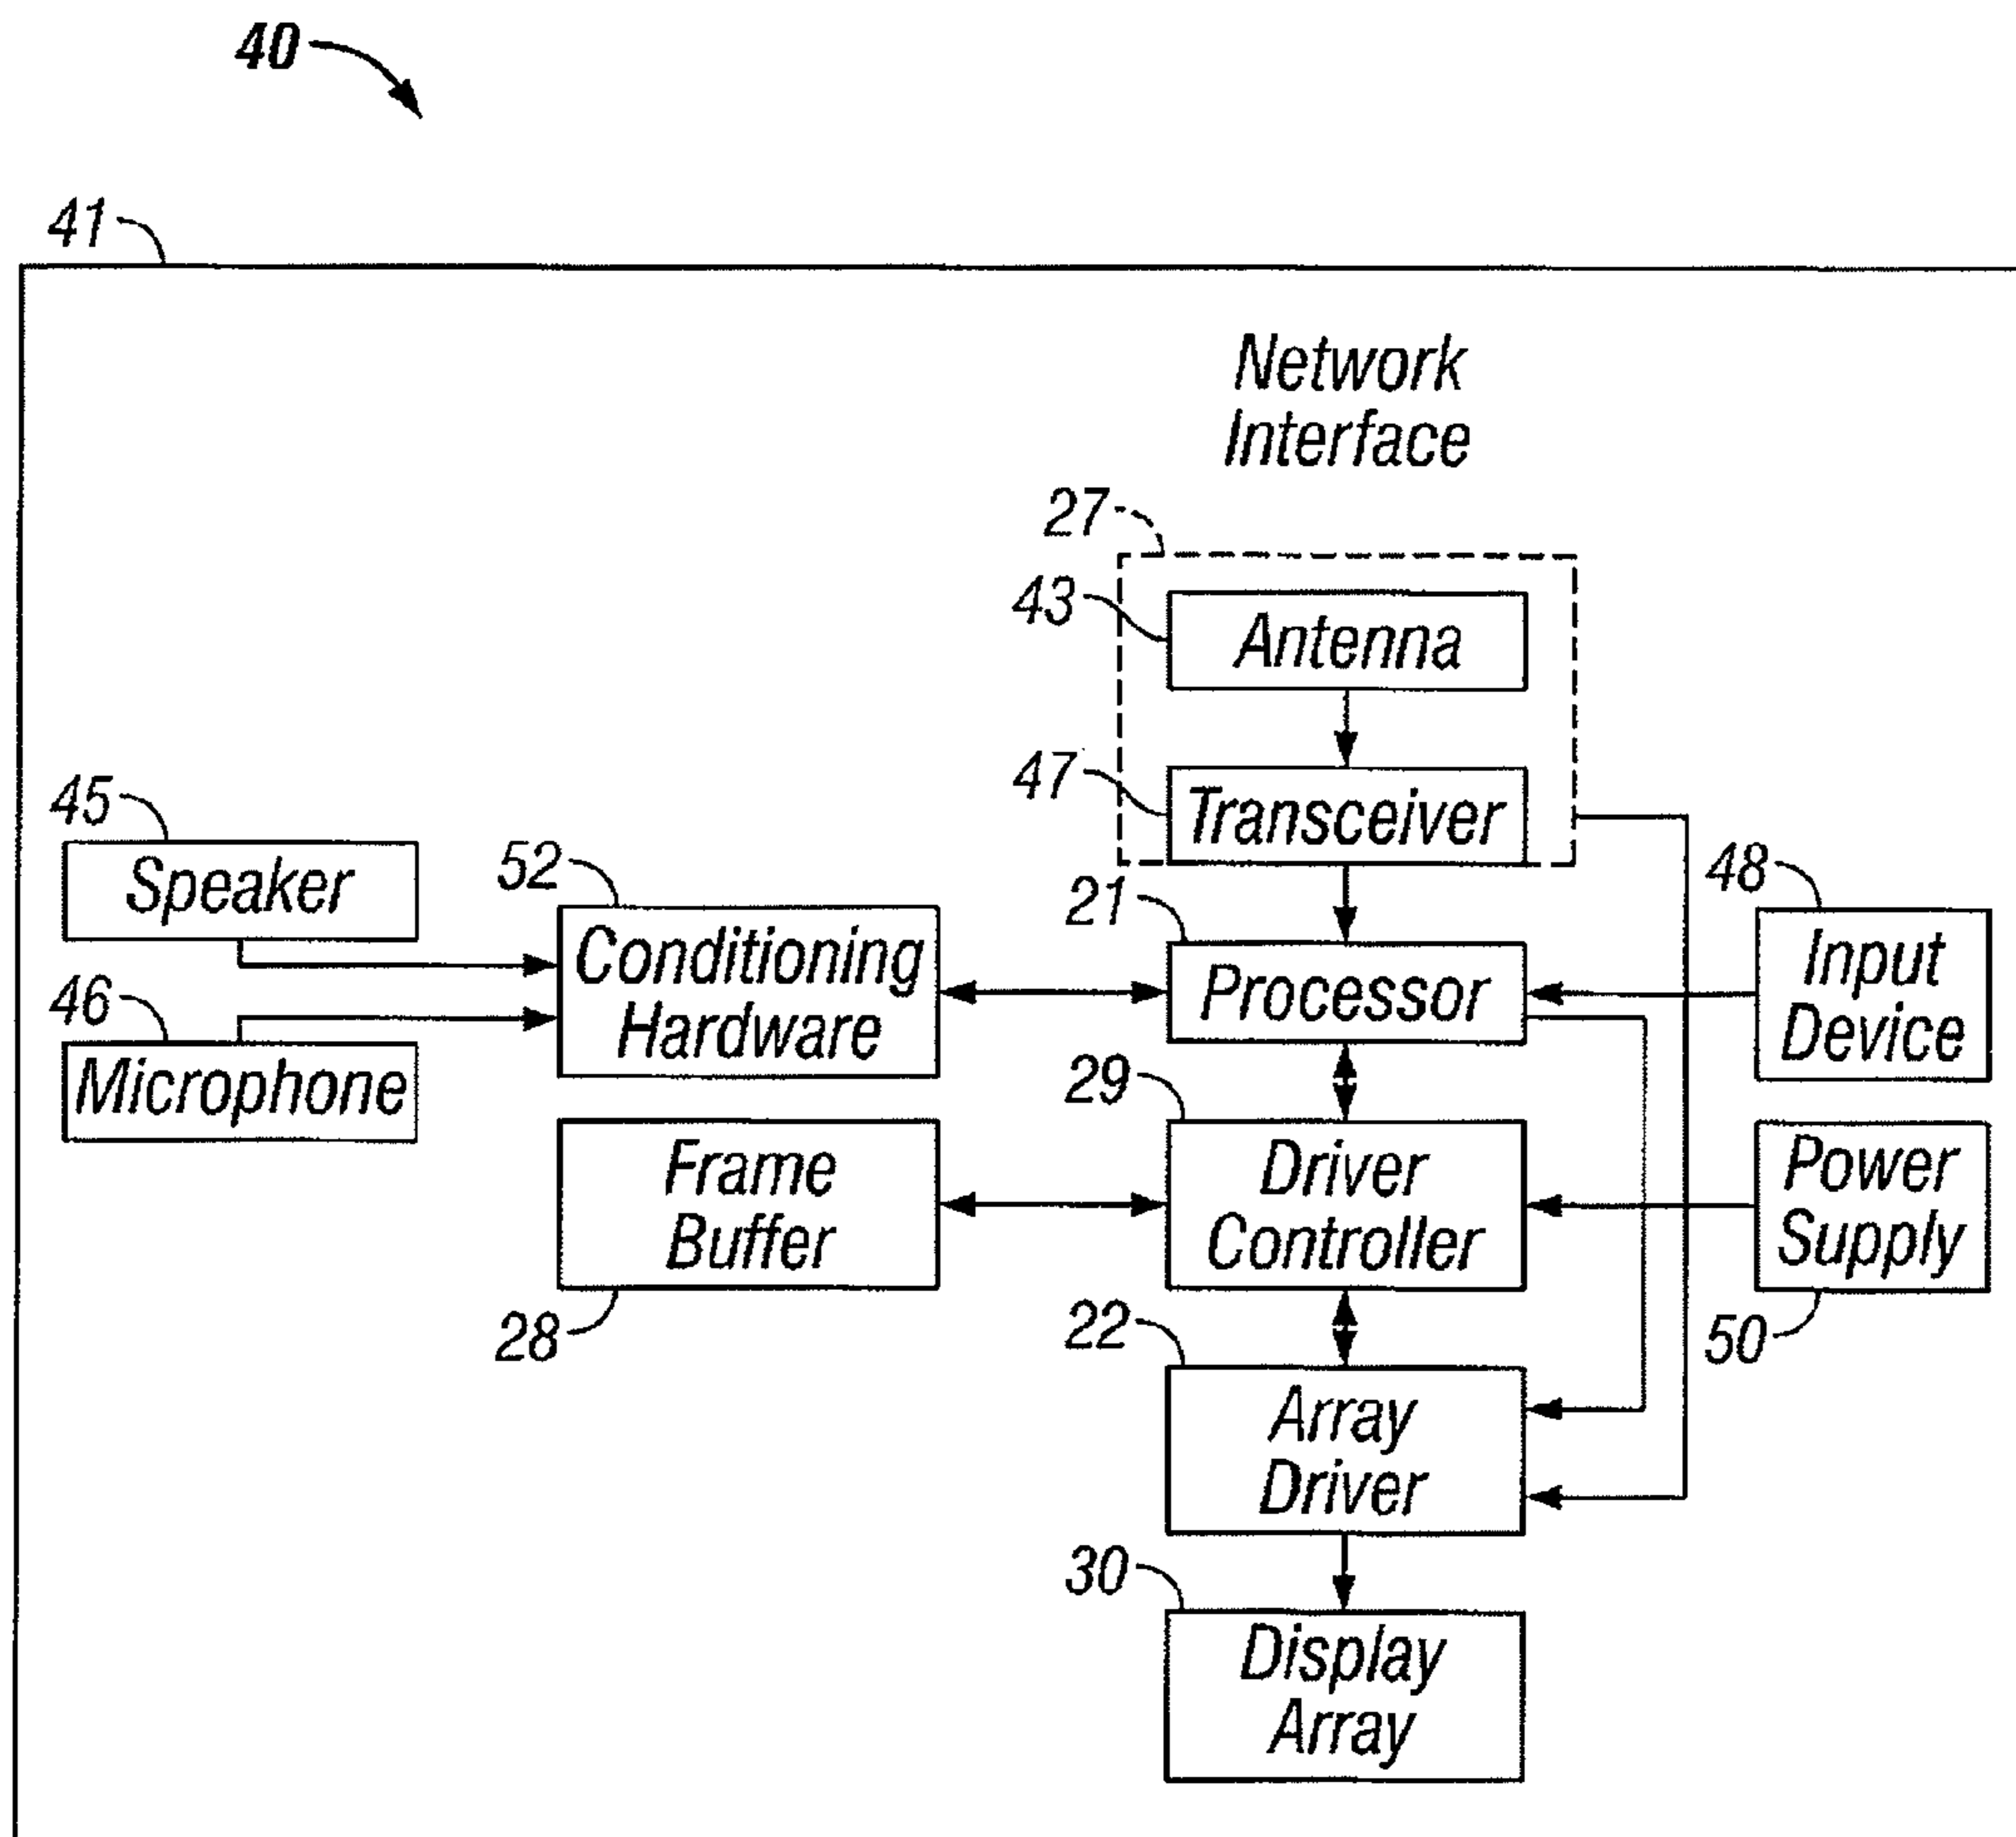 40
41
Network
Interface
27
43
Antenna
47
Transceiver
45
Speaker
52
Conditioning
Hardware
21
Processor
48
Input
Device
46
Microphone
29
Driver
Controller
Frame
Buffer
28
Power
Supply
50
22
Array
Driver
30
Display
Array